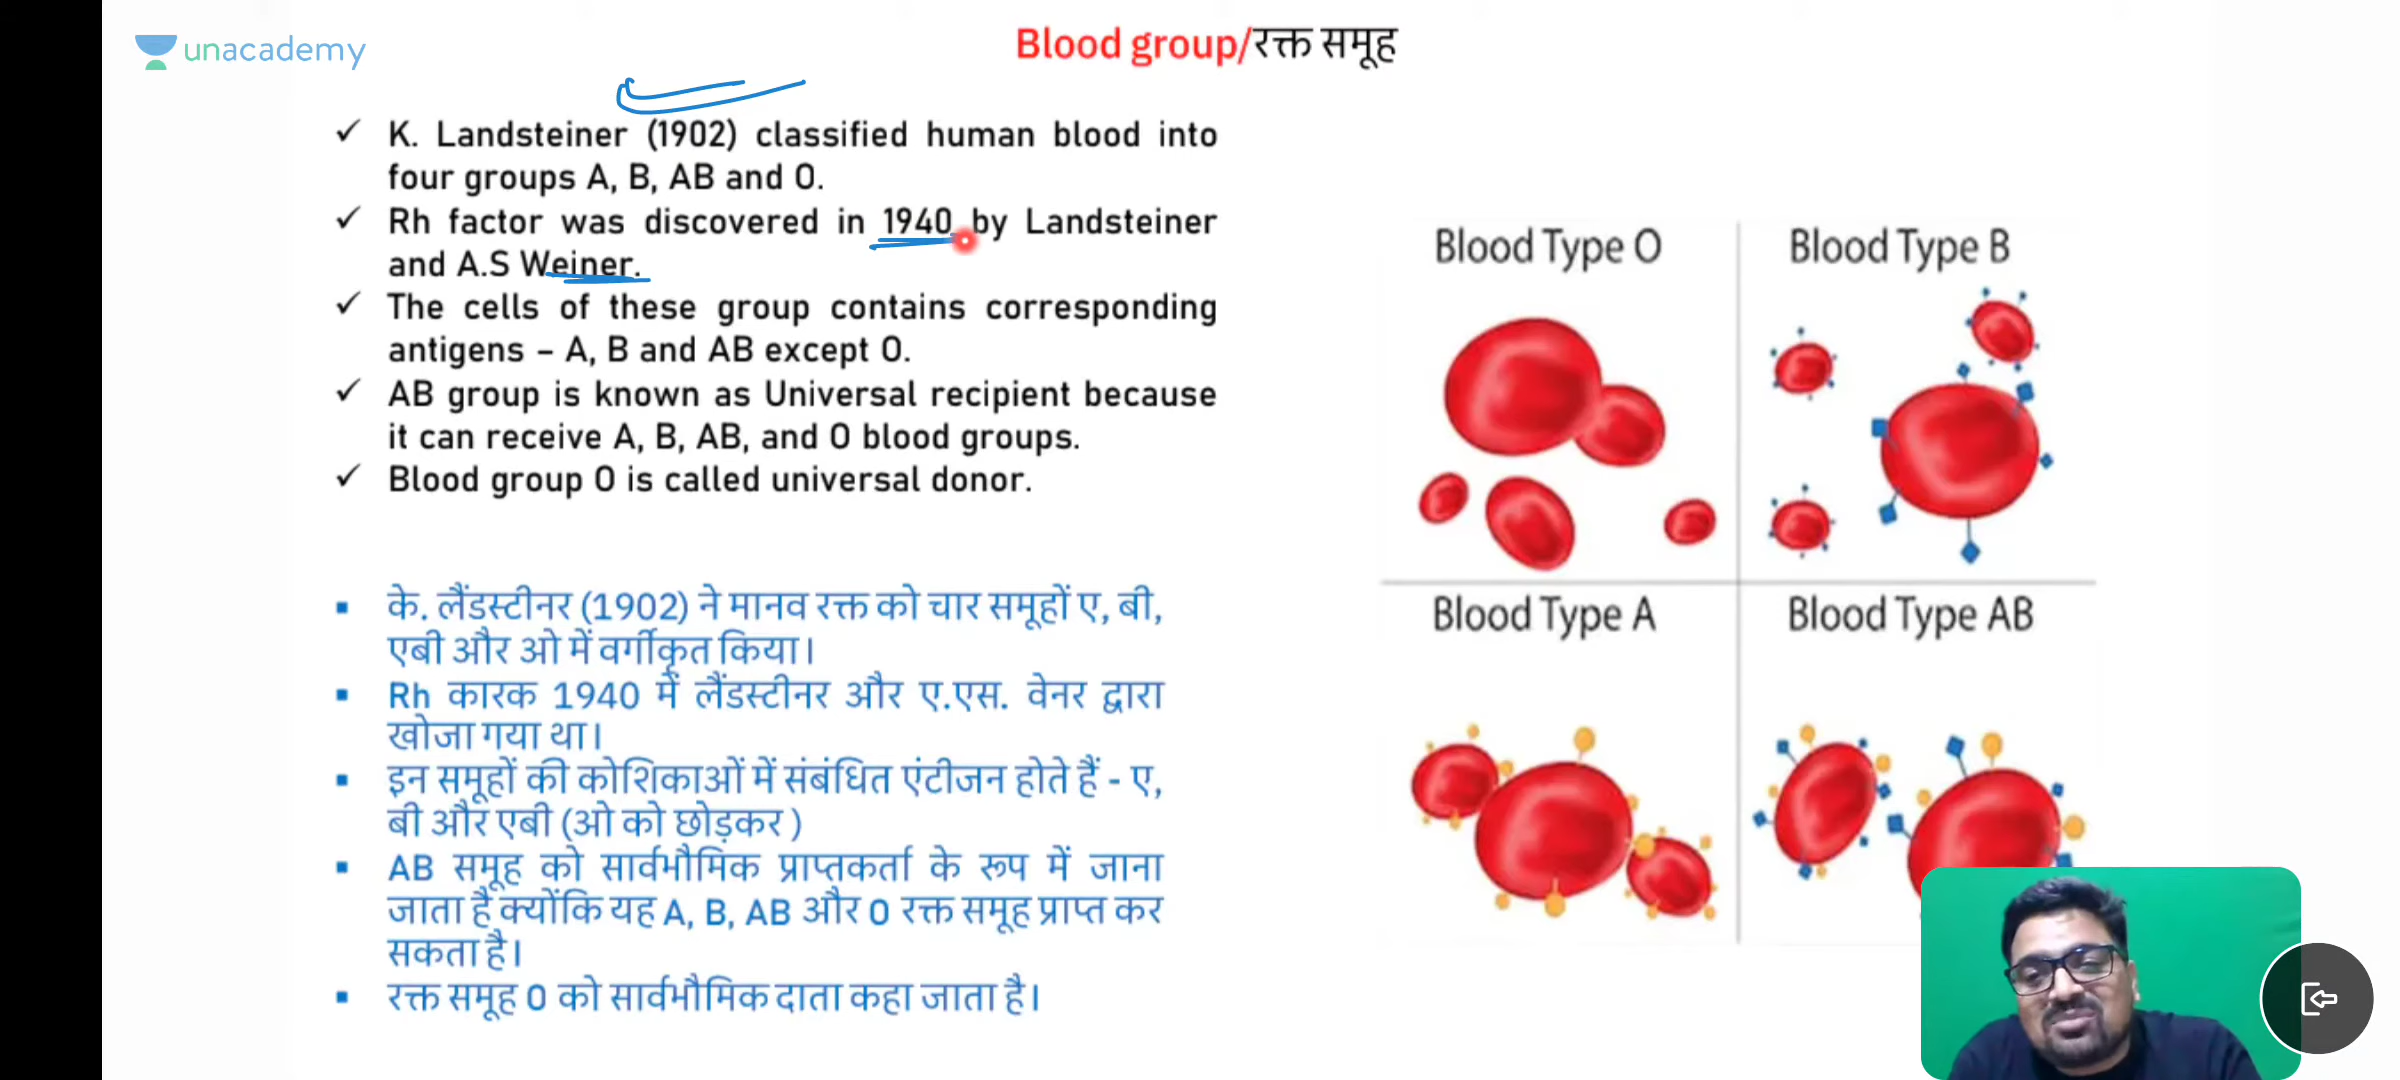 unacademy
Blood group/रक्त समूह
✓ K. Landsteiner (1902) classified human blood into
four groups A, B, AB and O.
✓ Rh factor was discovered in 1940 by Landsteiner
and A.S Weiner.
✓ The cells of these group contains corresponding
antigens – A, B and AB except O.
✓ AB group is known as Universal recipient because
it can receive A, B, AB, and O blood groups.
✓ Blood group O is called universal donor.
▪ के. लैंडस्टीनर (1902) ने मानव रक्त को चार समूहों ए, बी,
एबी और ओ में वर्गीकृत किया।
▪ Rh कारक 1940 में लैंडस्टीनर और ए.एस. वेनर द्वारा
खोजा गया था।
▪ इन समूहों की कोशिकाओं में संबंधित एंटीजन होते हैं - ए,
बी और एबी (ओ को छोड़कर )
▪ AB समूह को सार्वभौमिक प्राप्तकर्ता के रूप में जाना
जाता है क्योंकि यह A, B, AB और O रक्त समूह प्राप्त कर
सकता है।
▪ रक्त समूह O को सार्वभौमिक दाता कहा जाता है।
Blood Type O
Blood Type B
Blood Type A
Blood Type AB